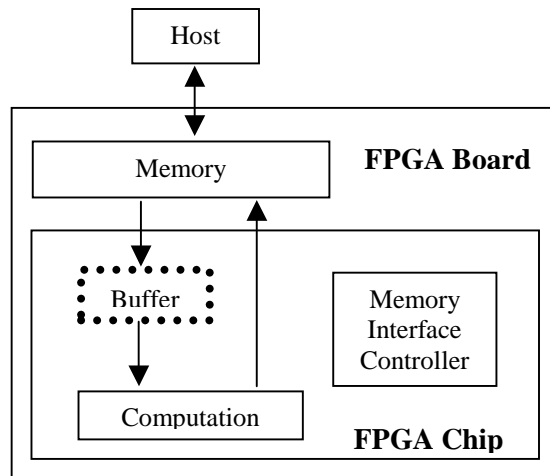 Host
FPGA Board
Memory
Buffer
Memory
Interface
Controller
Computation
FPGA Chip